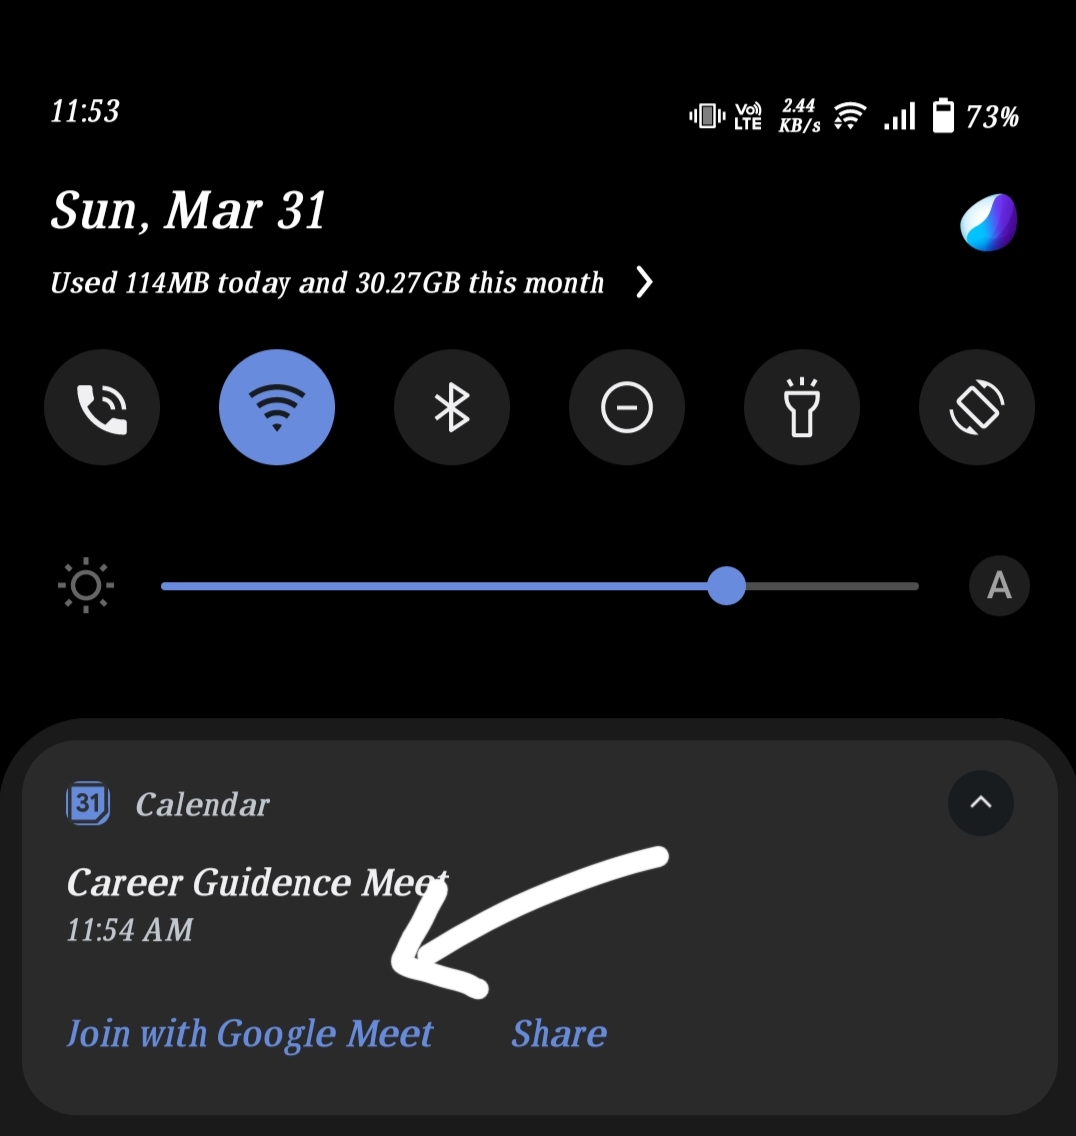 11:53
Vo) LTE
2.44 KB/s
73%
Sun, Mar 31
Used 114MB today and 30.27GB this month
A
31 Calendar
Career Guidence Meet
11:54 AM
Join with Google Meet Share